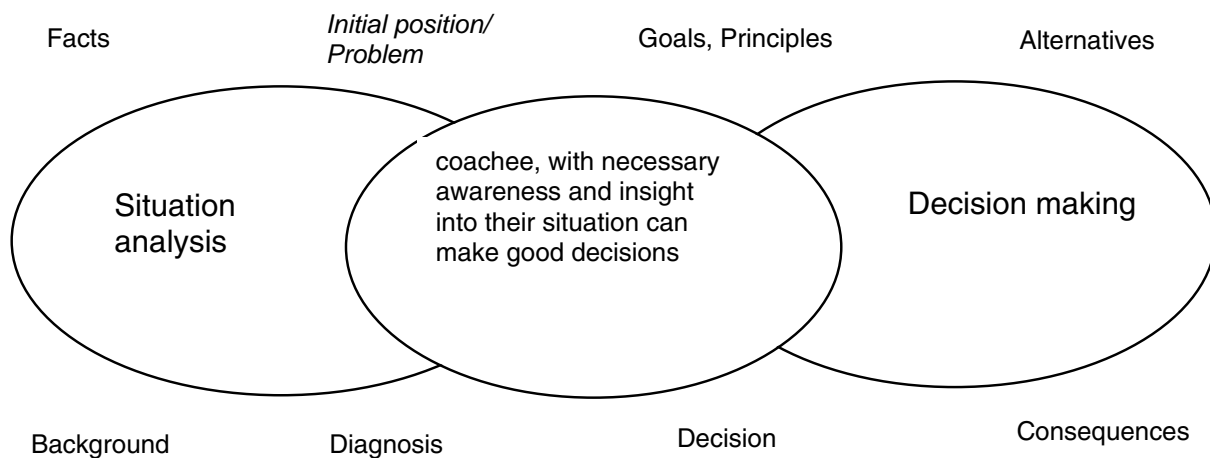 Facts
Initial position/
Problem
Goals, Principles
Alternatives
Situation
analysis
coachee, with necessary
awareness and insight
into their situation can
make good decisions
Decision making
Background
Diagnosis
Decision
Consequences